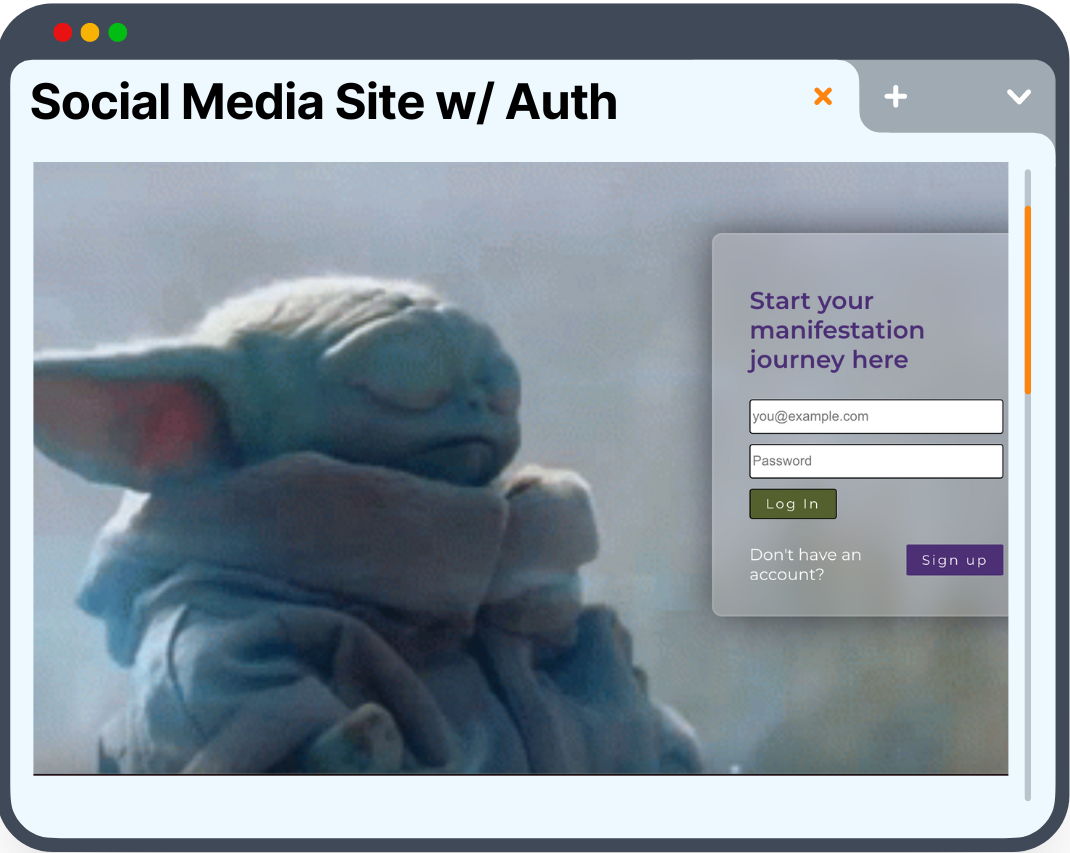 Social Media Site w/ Auth
Start your
manifestation
journey here
you@example.com
Password
Log In
Don't have an
account?
Sign up